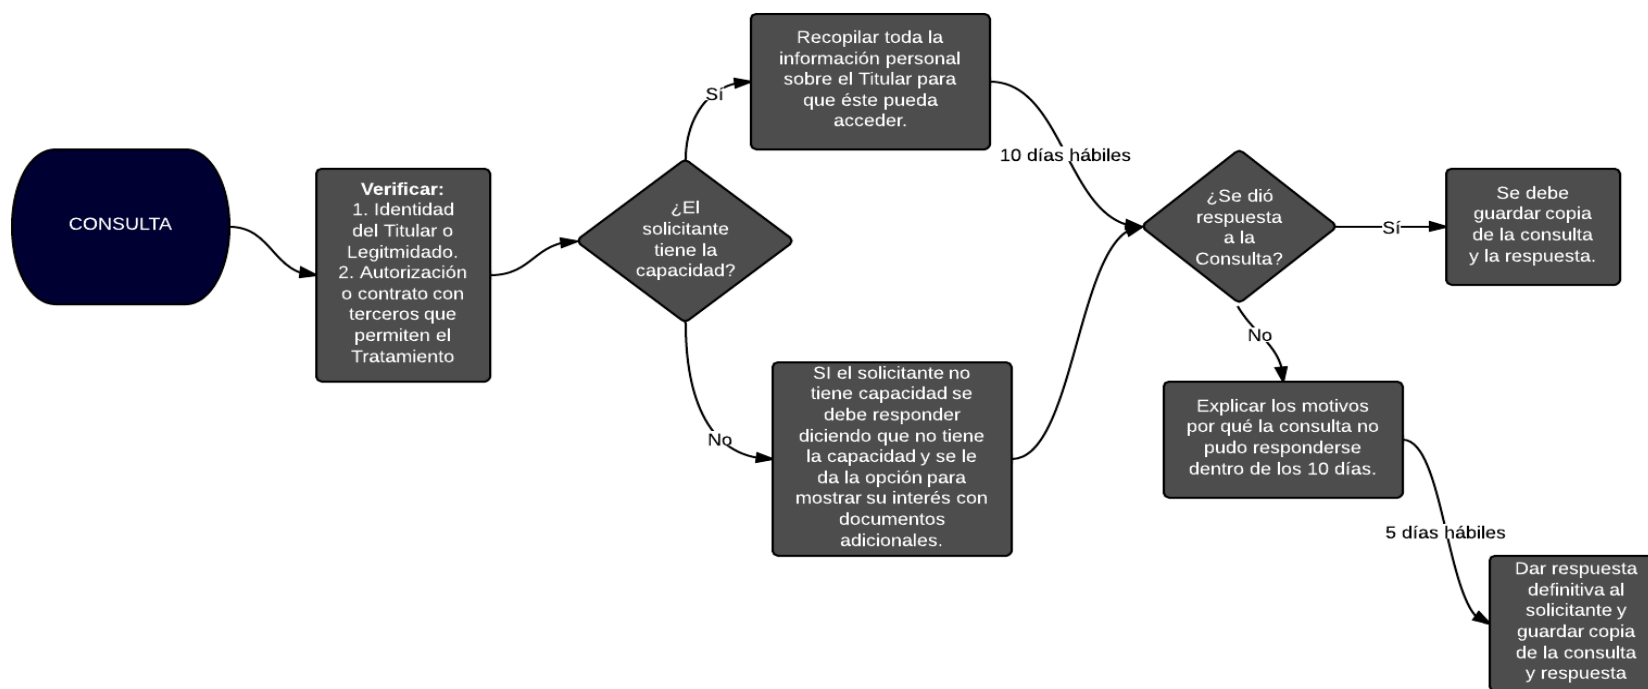 CONSULTA
Verificar:
1. Identidad
del Titular o
Legitmidado.
2. Autorización
o contrato con
terceros que
permiten el
Tratamiento
¿El
solicitante
tiene la
capacidad?
Sí
Recopilar toda la
información personal
sobre el Titular para
que éste pueda
acceder.
10 días hábiles
No
SI el solicitante no
tiene capacidad se
debe responder
diciendo que no tiene
la capacidad y se le
da la opción para
mostrar su interés con
documentos
adicionales.
¿Se dió
respuesta
a la
Consulta?
Sí
Se debe
guardar copia
de la consulta
y la respuesta.
No
Explicar los motivos
por qué la consulta no
pudo responderse
dentro de los 10 días.
5 días hábiles
Dar respuesta
definitiva al
solicitante y
guardar copia
de la consulta
y respuesta